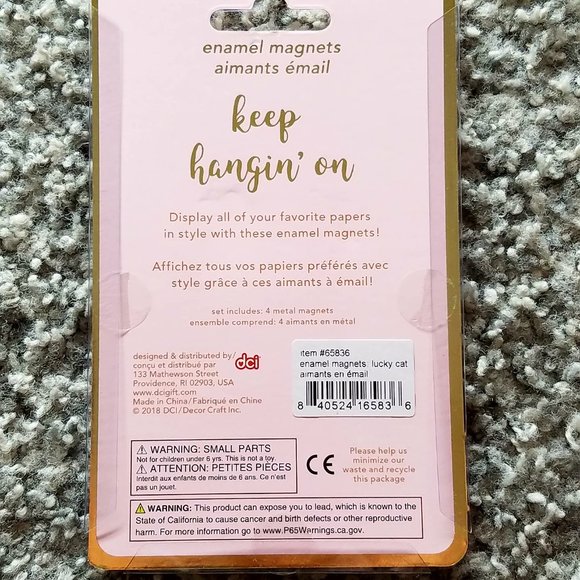 enamel magnets
aimants émail
keep
hangin' on
Display all of your favorite papers
in style with these enamel magnets!
Affichez tous vos papiers préférés avec
style grâce à ces aimants à émail!
set includes: 4 metal magnets
ensemble comprend: 4 aimants en métal
designed & distributed by/
conçu et distribué par
133 Mathewson Street
Providence, RI 02903, USA
www.dcigift.com
Made in China/Fabriqué en Chine
© 2018 DCI/Decor Craft Inc.
dci
item #65836
enamel magnets: lucky cat
aimants en émail
8 40524 16583 6
WARNING: SMALL PARTS
Not for children under 6 yrs. This is not a toy.
ATTENTION: PETITES PIÈCES
Interdit aux enfants de moins de 6 ans. Ce n'est
pas un jouet.
CE
Please help us
minimize our
waste and recycle
this package
WARNING: This product can expose you to lead, which is known to the
State of California to cause cancer and birth defects or other reproductive
harm. For more information go to www.P65Warnings.ca.gov.